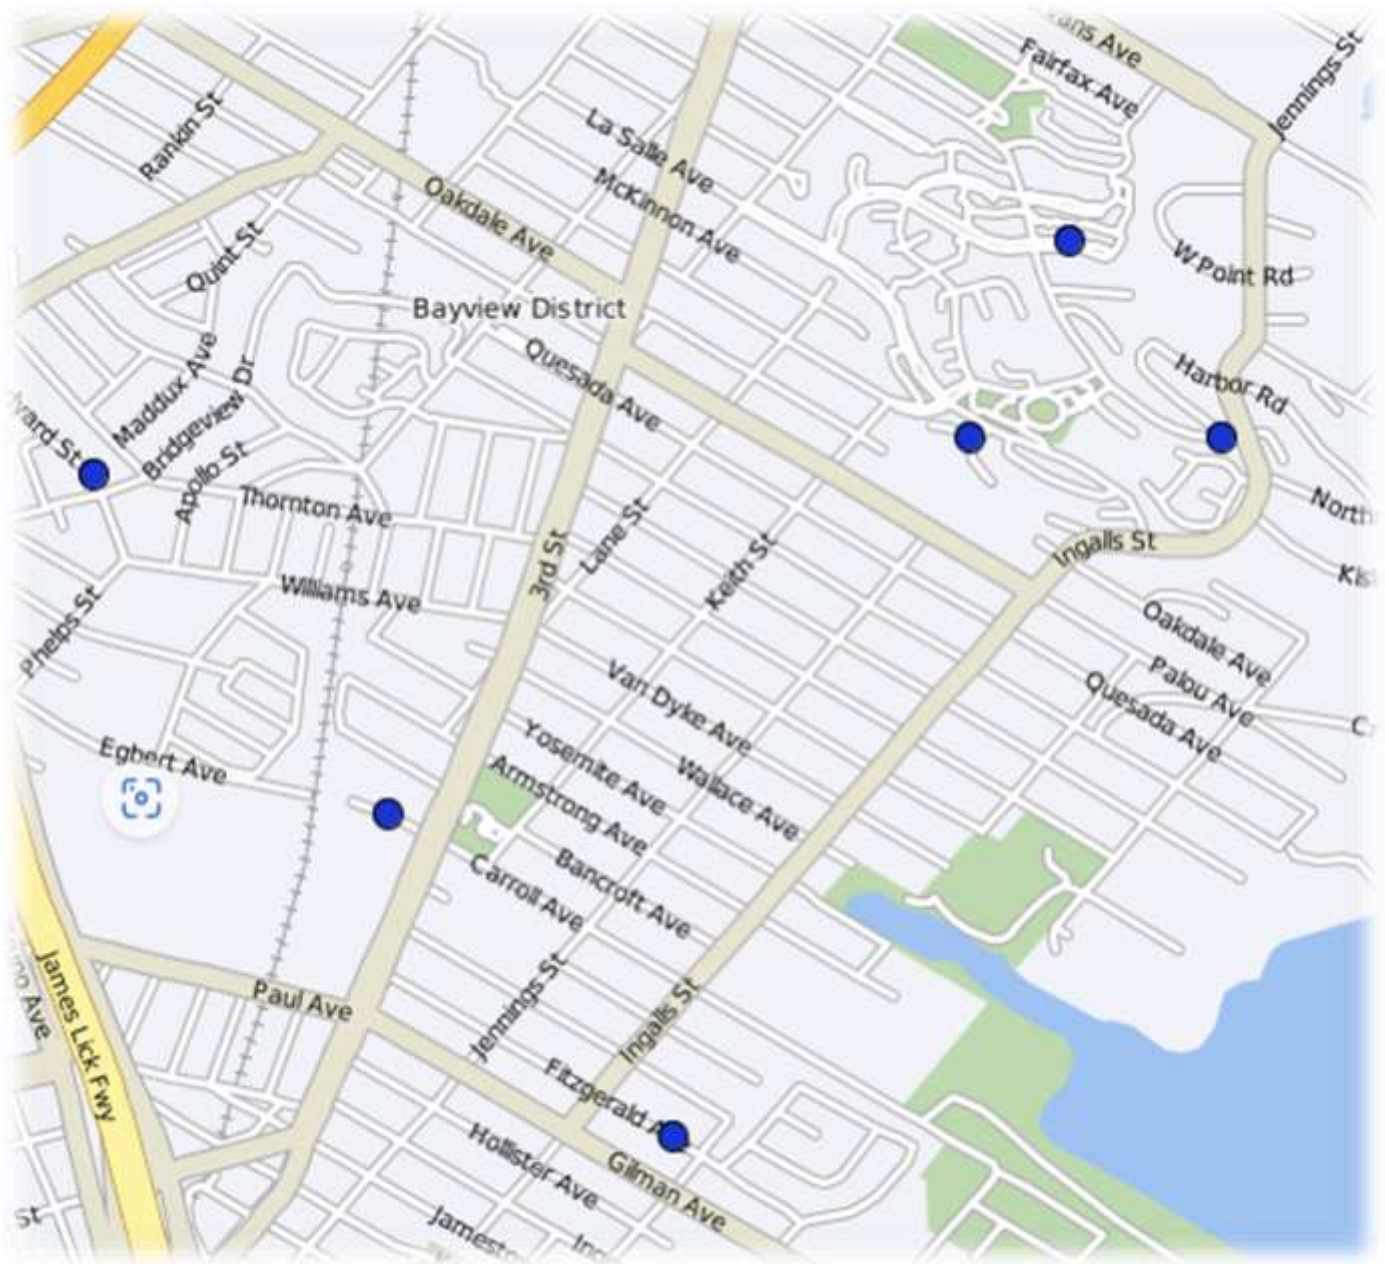 Fairfax Ave
Jennings St
Rankin St
La Salle Ave
McKinnon Ave
Oakdale Ave
Quint St
W Point Rd
Bayview District
Quesada Ave
Maddux Ave
Bridgeview Dr
Harbor Rd
Apollo St
Thornton Ave
Lane St
3rd St
Keith St
Ingalls St
Williams Ave
Phelps St
Oakdale Ave
Palou Ave
Quesada Ave
Van Dyke Ave
Yosemite Ave
Wallace Ave
Egbert Ave
Armstrong Ave
Bancroft Ave
Carroll Ave
James Lick Fwy
Paul Ave
Jennings St
Ingalls St
Fitzgerald
Hollister Ave
Gilman Ave
St